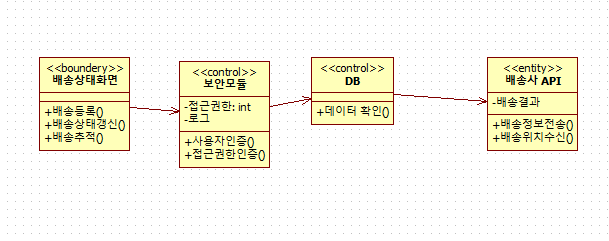 <<boundery>>
배송상태화면
+배송등록()
+배송상태갱신()
+배송추적()
<<control>>
보안모듈
-접근권한: int
-로그
+사용자인증()
+접근권한인증()
<<control>>
DB
+데이터 확인()
<<entity>>
배송사 API
-배송결과
+배송정보전송()
+배송위치수신()